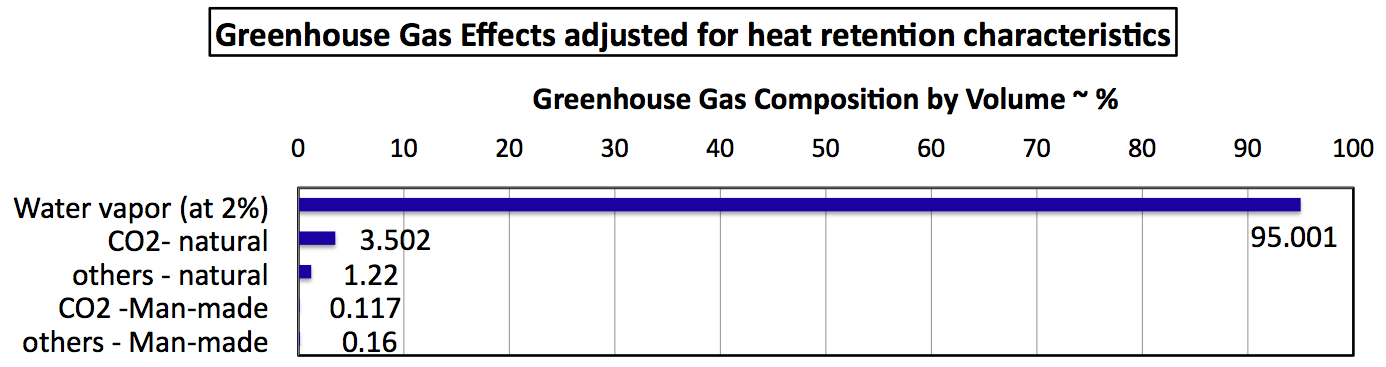 Greenhouse Gas Effects adjusted for heat retention characteristics
Greenhouse Gas Composition by Volume ~ %
0 10 20 30 40 50 60 70 80 90 100
Water vapor (at 2%) 95.001
CO2- natural 3.502
others - natural 1.22
CO2 -Man-made 0.117
others - Man-made 0.16